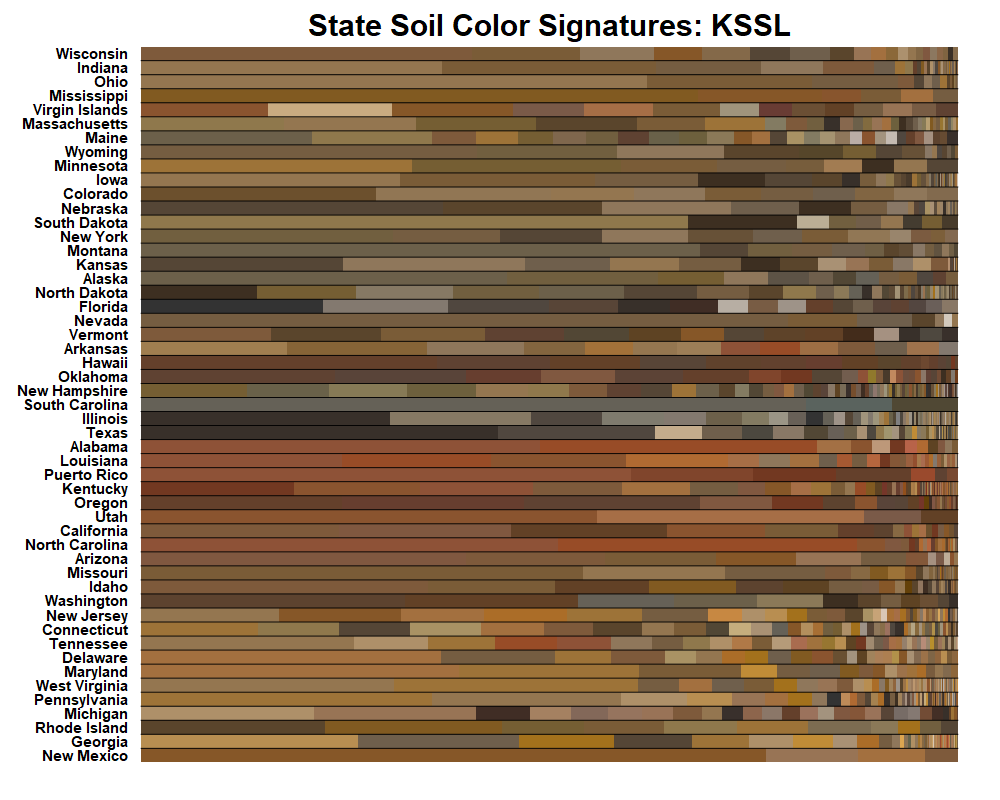 State Soil Color Signatures: KSSL
Wisconsin
Indiana
Ohio
Mississippi
Virgin Islands
Massachusetts
Maine
Wyoming
Minnesota
Iowa
Colorado
Nebraska
South Dakota
New York
Montana
Kansas
Alaska
North Dakota
Florida
Nevada
Vermont
Arkansas
Hawaii
Oklahoma
New Hampshire
South Carolina
Illinois
Texas
Alabama
Louisiana
Puerto Rico
Kentucky
Oregon
Utah
California
North Carolina
Arizona
Missouri
Idaho
Washington
New Jersey
Connecticut
Tennessee
Delaware
Maryland
West Virginia
Pennsylvania
Michigan
Rhode Island
Georgia
New Mexico